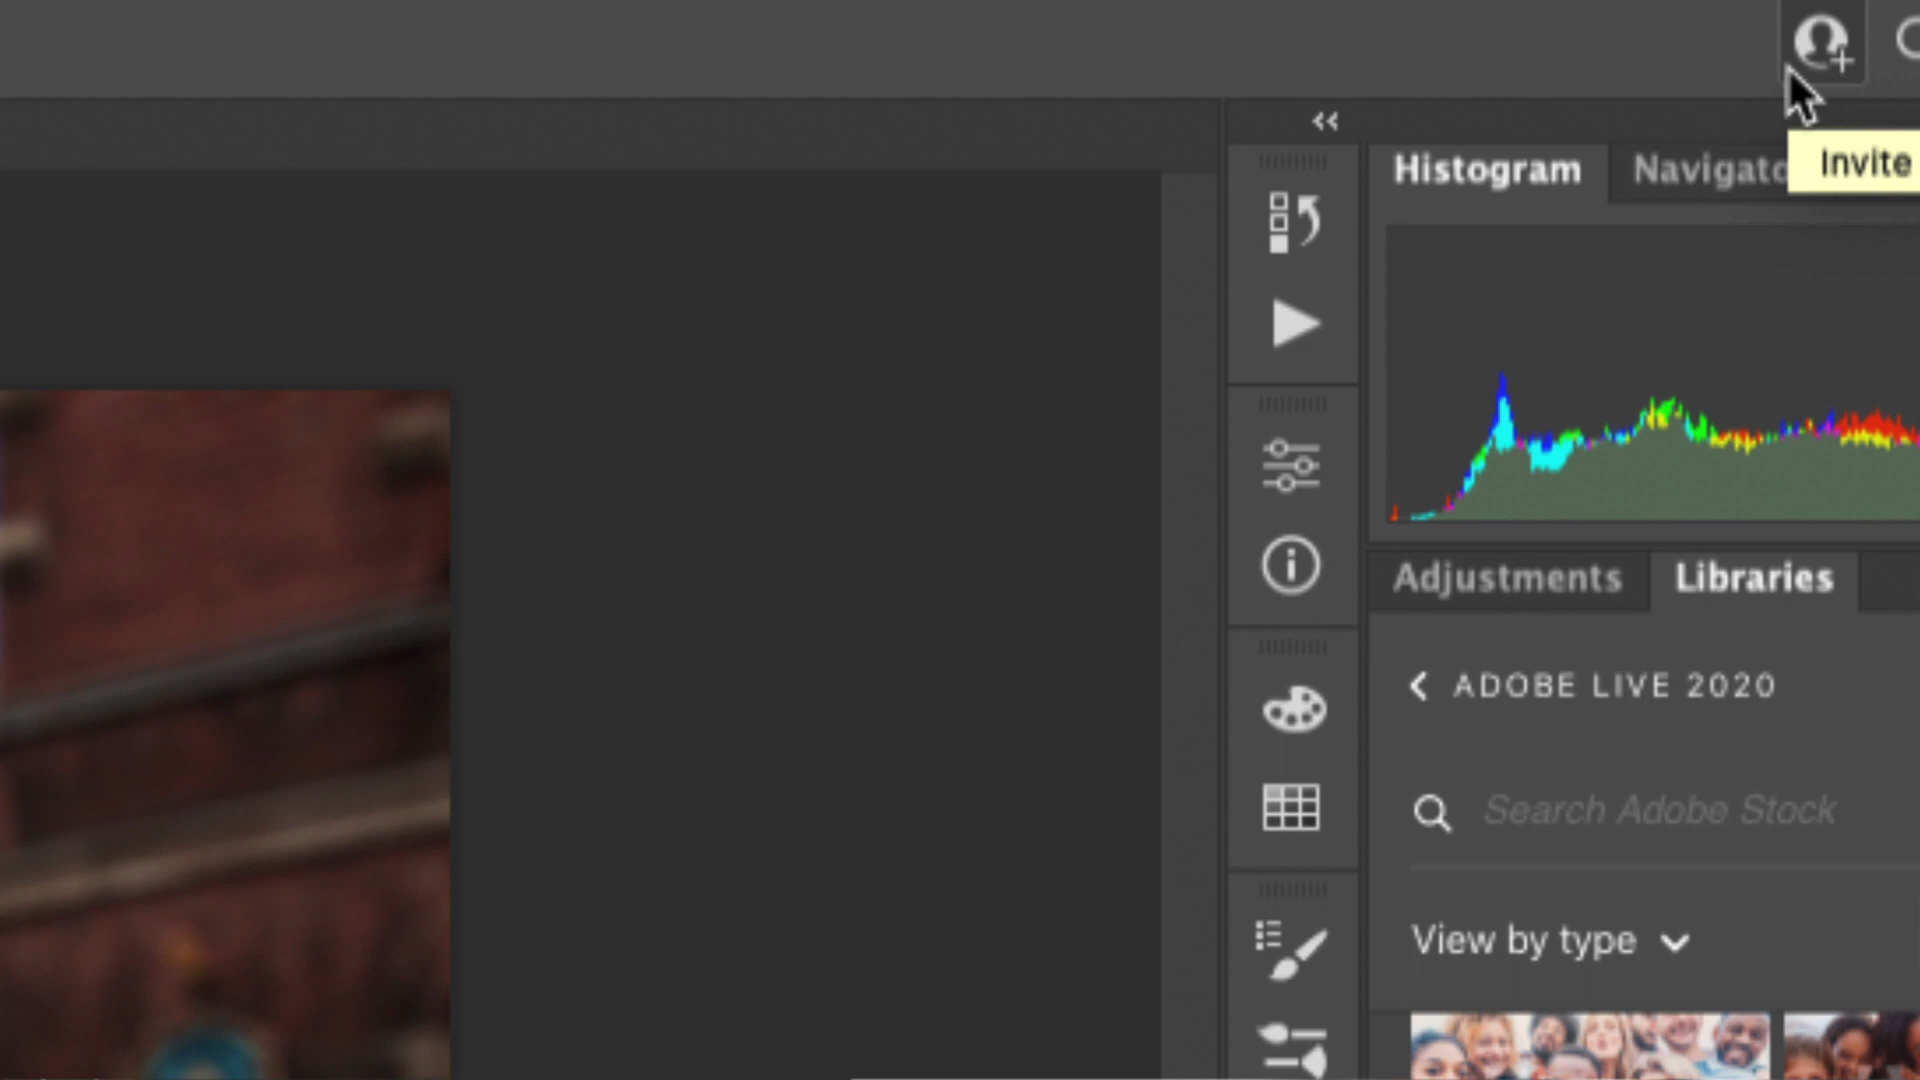 Histogram
Invite
Adjustments
Libraries
ADOBE LIVE 2020
Search Adobe Stock
View by type